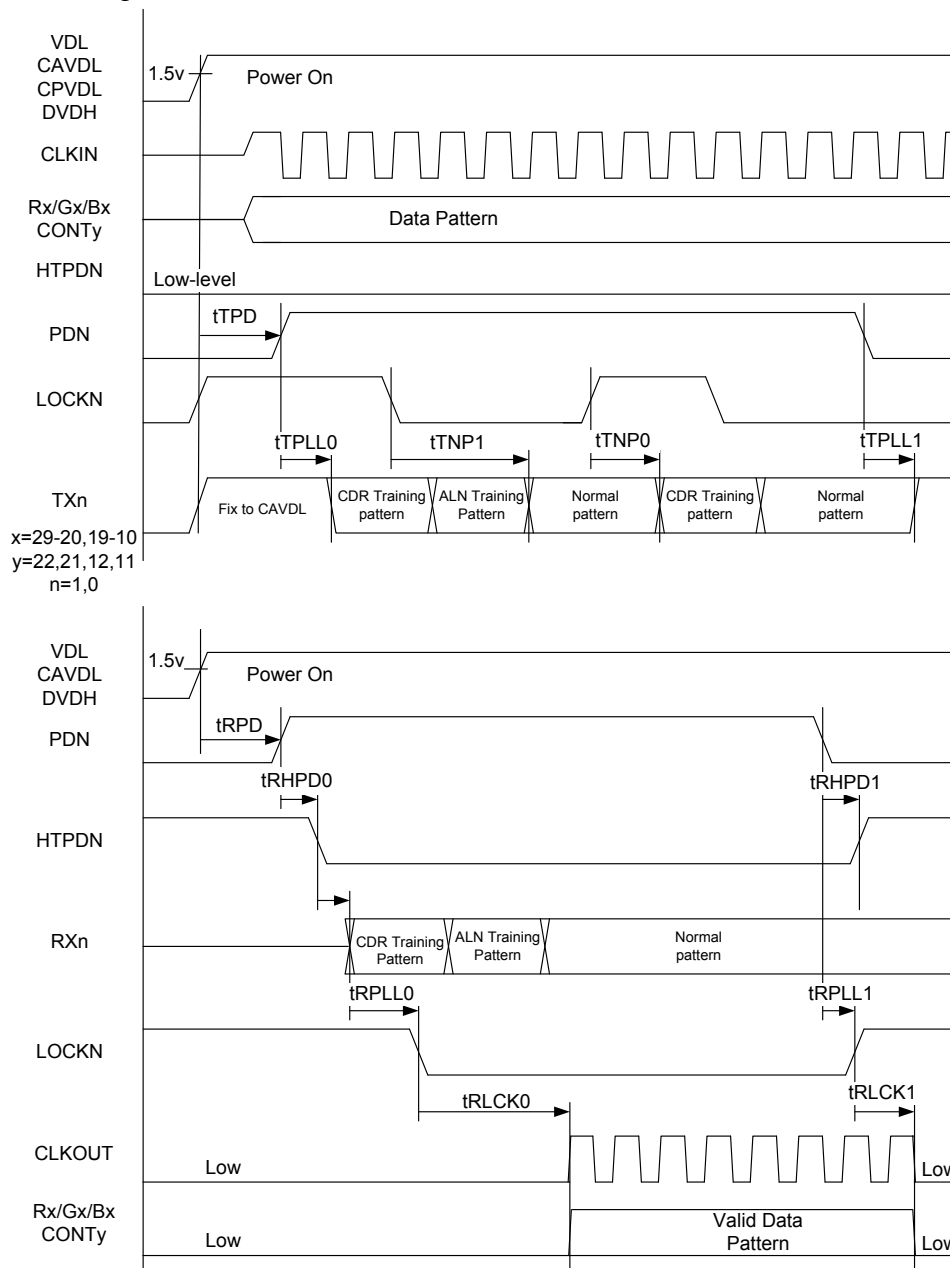 VDL
CAVDL
CPVDL
DVDH
1.5v
Power On
CLKIN
Rx/Gx/Bx
CONTy
Data Pattern
HTPDN
Low-level
tTPD
PDN
LOCKN
tTPLL0
tTNP1
tTNP0
tTPLL1
TXn
Fix to CAVDL
CDR Training
pattern
ALN Training
Pattern
Normal
pattern
CDR Training
pattern
Normal
pattern
x=29-20,19-10
y=22,21,12,11
n=1,0
VDL
CAVDL
DVDH
1.5v
Power On
tRPD
PDN
tRHPD0
tRHPD1
HTPDN
RXn
CDR Training
Pattern
ALN Training
Pattern
Normal
pattern
tRPLL0
tRPLL1
LOCKN
tRLCK0
tRLCK1
CLKOUT
Low
Low
Rx/Gx/Bx
CONTy
Low
Valid Data
Pattern
Low